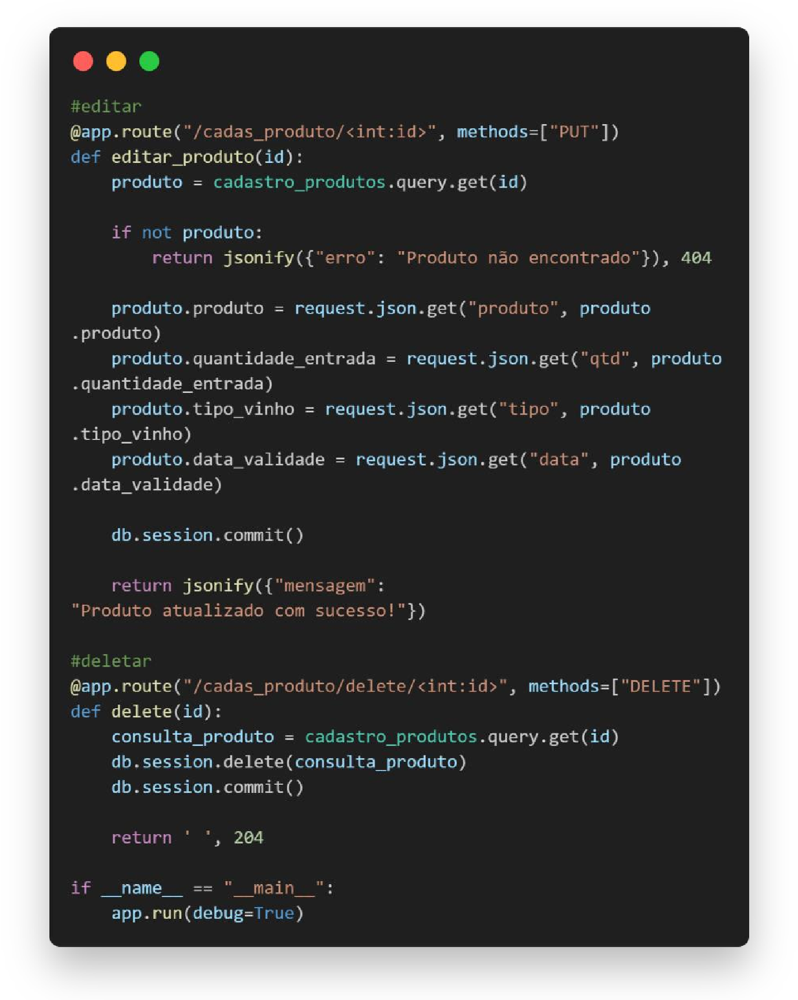 #editar
@app.route("/cadas_produto/<int:id>", methods=["PUT"])
def editar_produto(id):
    produto = cadastro_produtos.query.get(id)

    if not produto:
        return jsonify({"erro": "Produto não encontrado"}), 404

    produto.produto = request.json.get("produto", produto
.produto)
    produto.quantidade_entrada = request.json.get("qtd", produto
.quantidade_entrada)
    produto.tipo_vinho = request.json.get("tipo", produto
.tipo_vinho)
    produto.data_validade = request.json.get("data", produto
.data_validade)

    db.session.commit()

    return jsonify({"mensagem":
"Produto atualizado com sucesso!"})

#deletar
@app.route("/cadas_produto/delete/<int:id>", methods=["DELETE"])
def delete(id):
    consulta_produto = cadastro_produtos.query.get(id)
    db.session.delete(consulta_produto)
    db.session.commit()

    return ' ', 204

if __name__ == "__main__":
    app.run(debug=True)